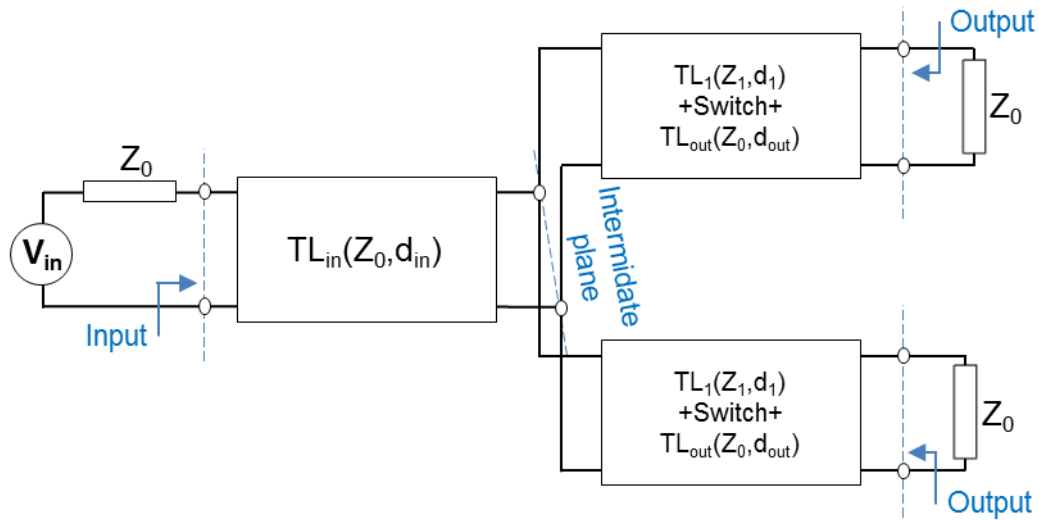 Output
TL₁(Z₁,d₁)
+Switch+
TLₒᵤₜ(Z₀,dₒᵤₜ)
Z₀
Z₀
Vᵢₙ
TLᵢₙ(Z₀,dᵢₙ)
Intermidate
plane
Input
TL₁(Z₁,d₁)
+Switch+
TLₒᵤₜ(Z₀,dₒᵤₜ)
Z₀
Output